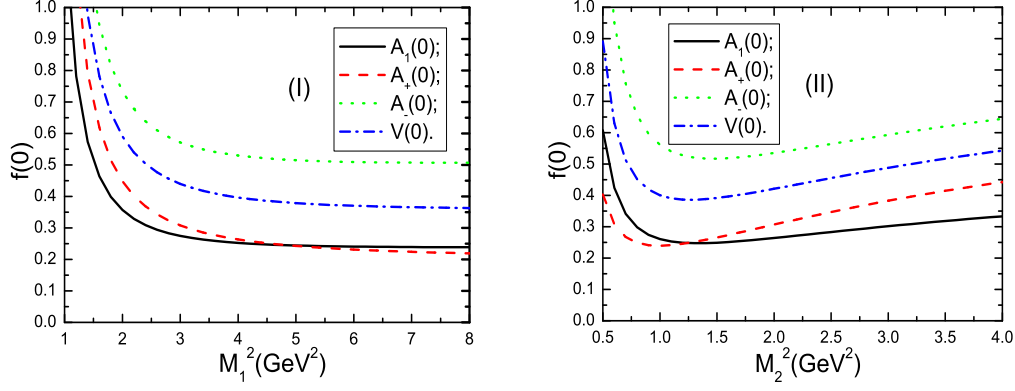 f(0)
1.0
0.9
0.8
0.7
0.6
0.5
0.4
0.3
0.2
0.1
0.0
(I)
A₁(0);
A₊(0);
A₋(0);
V(0).
1 2 3 4 5 6 7 8
M₁²(GeV²)
f(0)
1.0
0.9
0.8
0.7
0.6
0.5
0.4
0.3
0.2
0.1
0.0
A₁(0);
A₊(0);
A₋(0);
V(0).
(II)
0.5 1.0 1.5 2.0 2.5 3.0 3.5 4.0
M₂²(GeV²)